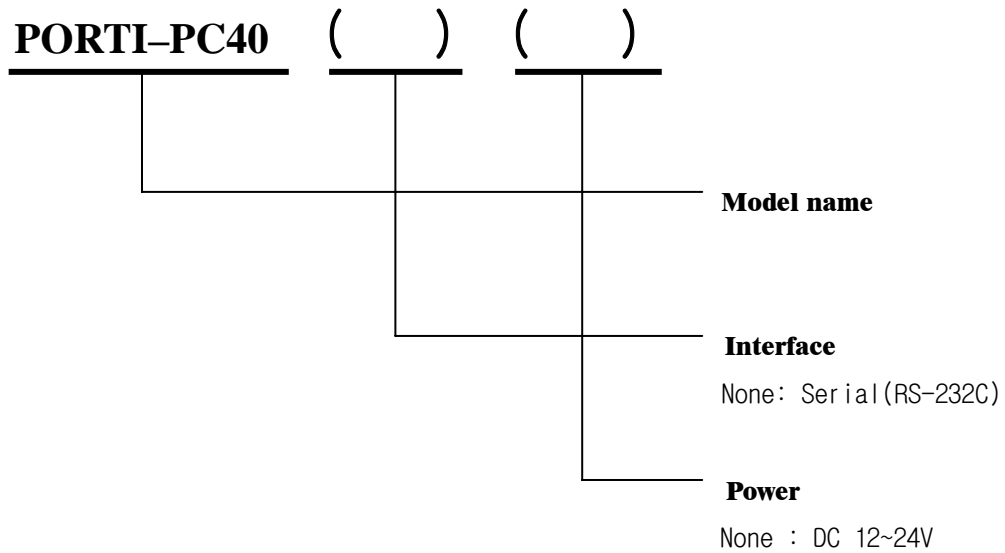 PORTI–PC40 (    ) (    )
Model name
Interface
None: Serial(RS-232C)
Power
None : DC 12~24V